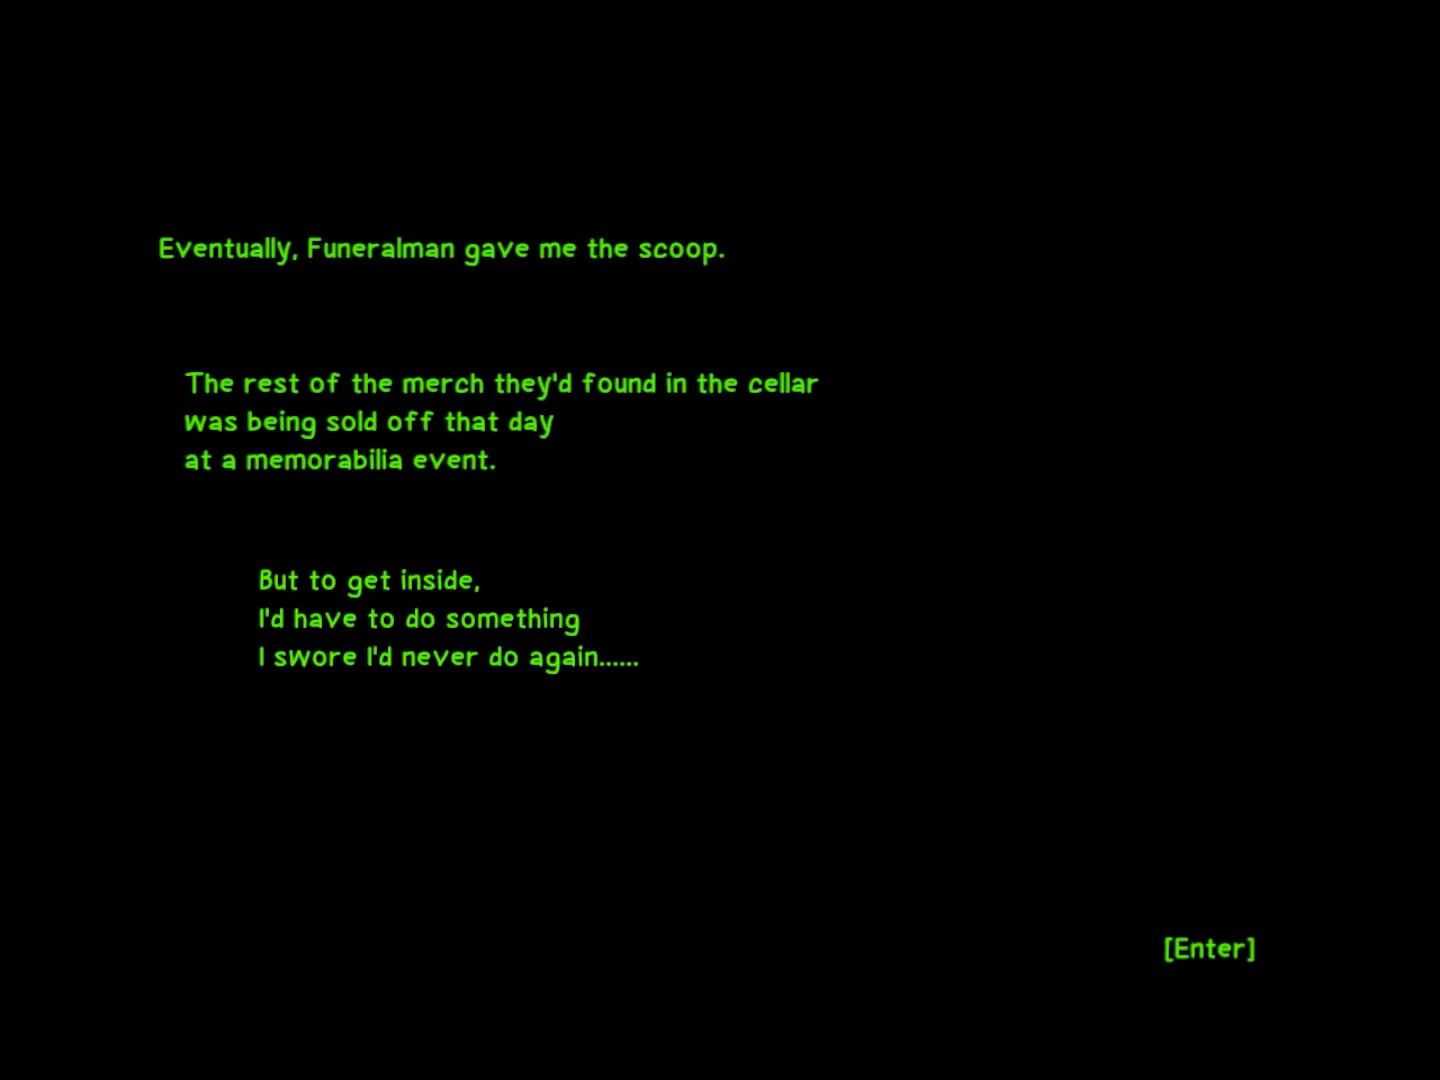 Eventually, Funeralman gave me the scoop.
The rest of the merch they'd found in the cellar
was being sold off that day
at a memorabilia event.
But to get inside,
I'd have to do something
I swore I'd never do again......
[Enter]